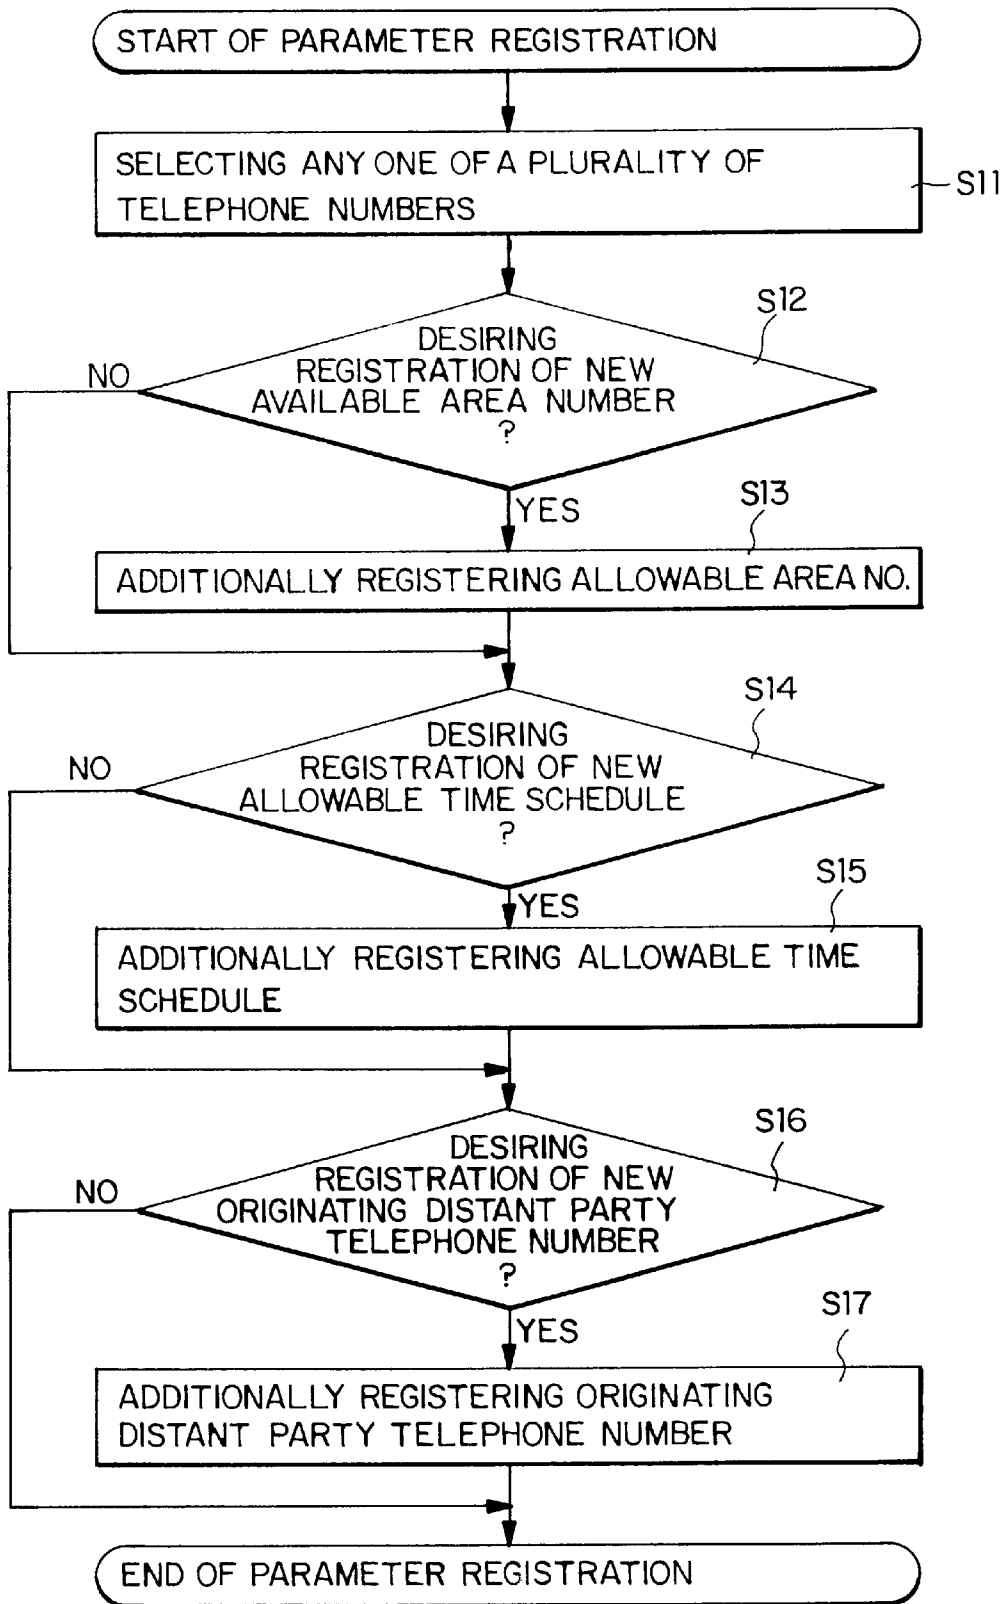 START OF PARAMETER REGISTRATION
SELECTING ANY ONE OF A PLURALITY OF
TELEPHONE NUMBERS
S11
S12
DESIRING
REGISTRATION OF NEW
AVAILABLE AREA NUMBER
?
NO
YES
S13
ADDITIONALLY REGISTERING ALLOWABLE AREA NO.
S14
DESIRING
REGISTRATION OF NEW
ALLOWABLE TIME SCHEDULE
?
NO
YES
S15
ADDITIONALLY REGISTERING ALLOWABLE TIME
SCHEDULE
S16
DESIRING
REGISTRATION OF NEW
ORIGINATING DISTANT PARTY
TELEPHONE NUMBER
?
NO
YES
S17
ADDITIONALLY REGISTERING ORIGINATING
DISTANT PARTY TELEPHONE NUMBER
END OF PARAMETER REGISTRATION